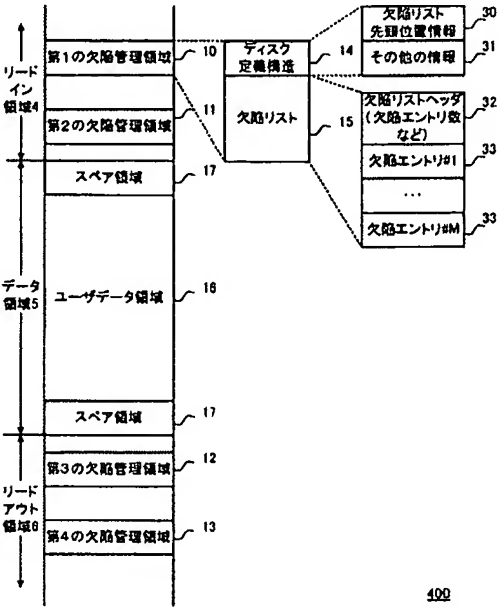 リード
イン
領域4
第1の欠陥管理領域
10
第2の欠陥管理領域
11
ディスク
定義構造
14
欠陥リスト
15
欠陥リスト
先頭位置情報
30
その他の情報
31
欠陥リストヘッダ
(欠陥エントリ数
など)
32
欠陥エントリ#1
33
...
欠陥エントリ#M
33
データ
領域5
スペア領域
17
ユーザデータ領域
16
スペア領域
17
リード
アウト
領域6
第3の欠陥管理領域
12
第4の欠陥管理領域
13
400